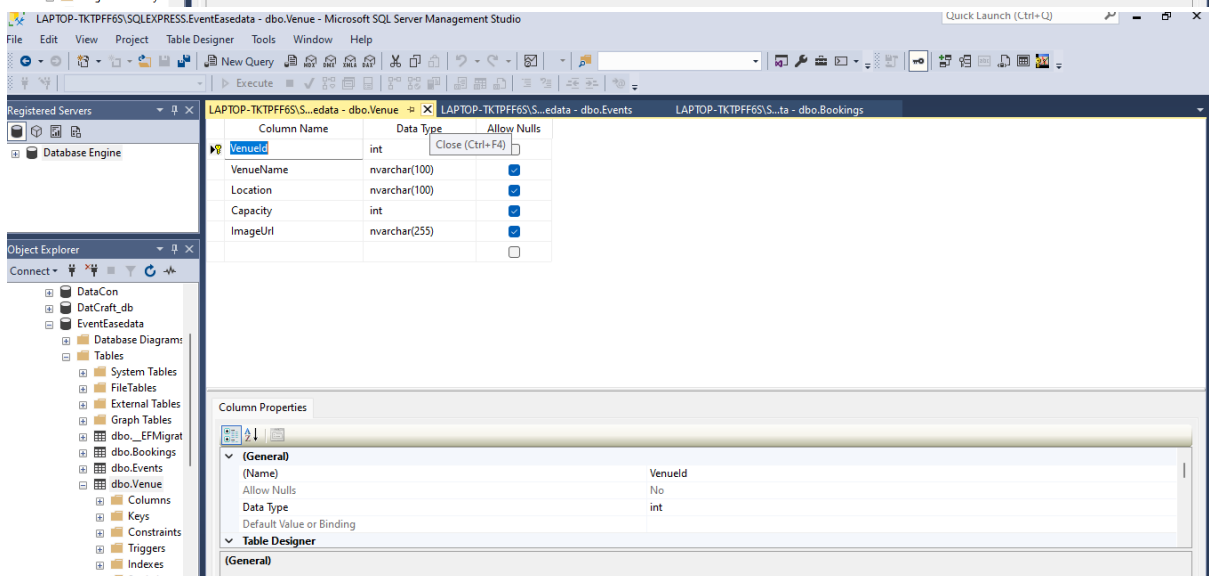 LAPTOP-TKTPFF6S\SQLEXPRESS.EventEasedata - dbo.Venue - Microsoft SQL Server Management Studio
Quick Launch (Ctrl+Q)
File Edit View Project Table Designer Tools Window Help
New Query
Execute
Registered Servers
Database Engine
LAPTOP-TKTPFF6S\S...edata - dbo.Venue LAPTOP-TKTPFF6S\S...edata - dbo.Events LAPTOP-TKTPFF6S\S...ta - dbo.Bookings
Column Name Data Type Allow Nulls
Close (Ctrl+F4)
VenueId int
VenueName nvarchar(100)
Location nvarchar(100)
Capacity int
ImageUrl nvarchar(255)
Object Explorer
Connect
DataCon
DatCraft_db
EventEasedata
Database Diagrams
Tables
System Tables
FileTables
External Tables
Graph Tables
dbo.__EFMigrat
dbo.Bookings
dbo.Events
dbo.Venue
Columns
Keys
Constraints
Triggers
Indexes
Column Properties
(General)
(Name) VenueId
Allow Nulls No
Data Type int
Default Value or Binding
Table Designer
(General)